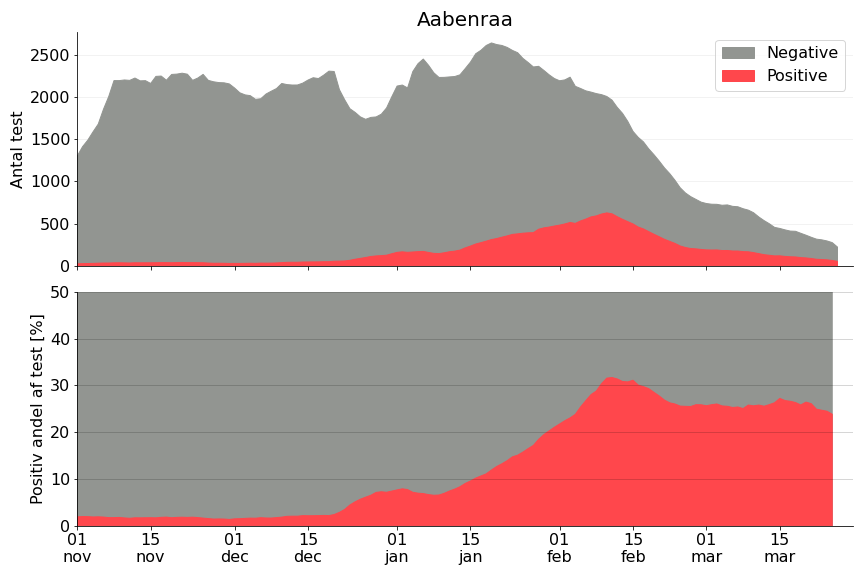 Aabenraa
Antal test
2500
2000
1500
1000
500
0
Negative
Positive
Positiv andel af test [%]
50
40
30
20
10
0
01 15 01 15 01 15 01 15 01 15
nov nov dec dec jan jan feb feb mar mar